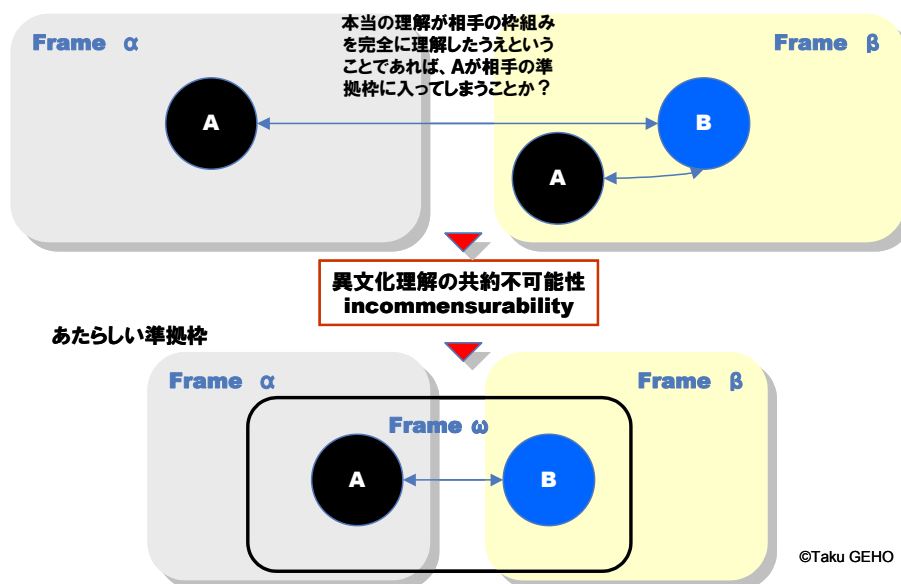 本当の理解が相手の枠組み
を完全に理解したうえという
ことであれば、Aが相手の準
拠枠に入ってしまうことか？
Frame α
Frame β
A
B
A
異文化理解の共約不可能性
incommensurability
あたらしい準拠枠
Frame α
Frame β
Frame ω
A
B
©Taku GEHO